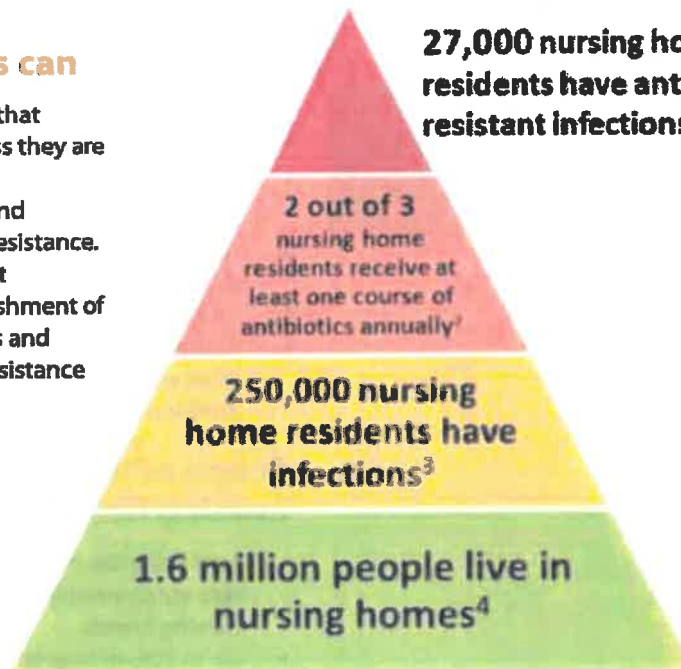 s can
that
ss they are
nd
esistance.
t
shment of
s and
sistance
27,000 nursing ho
residents have ant
resistant infections
2 out of 3
nursing home
residents receive at
least one course of
antibiotics annually²
250,000 nursing
home residents have
infections³
1.6 million people live in
nursing homes⁴